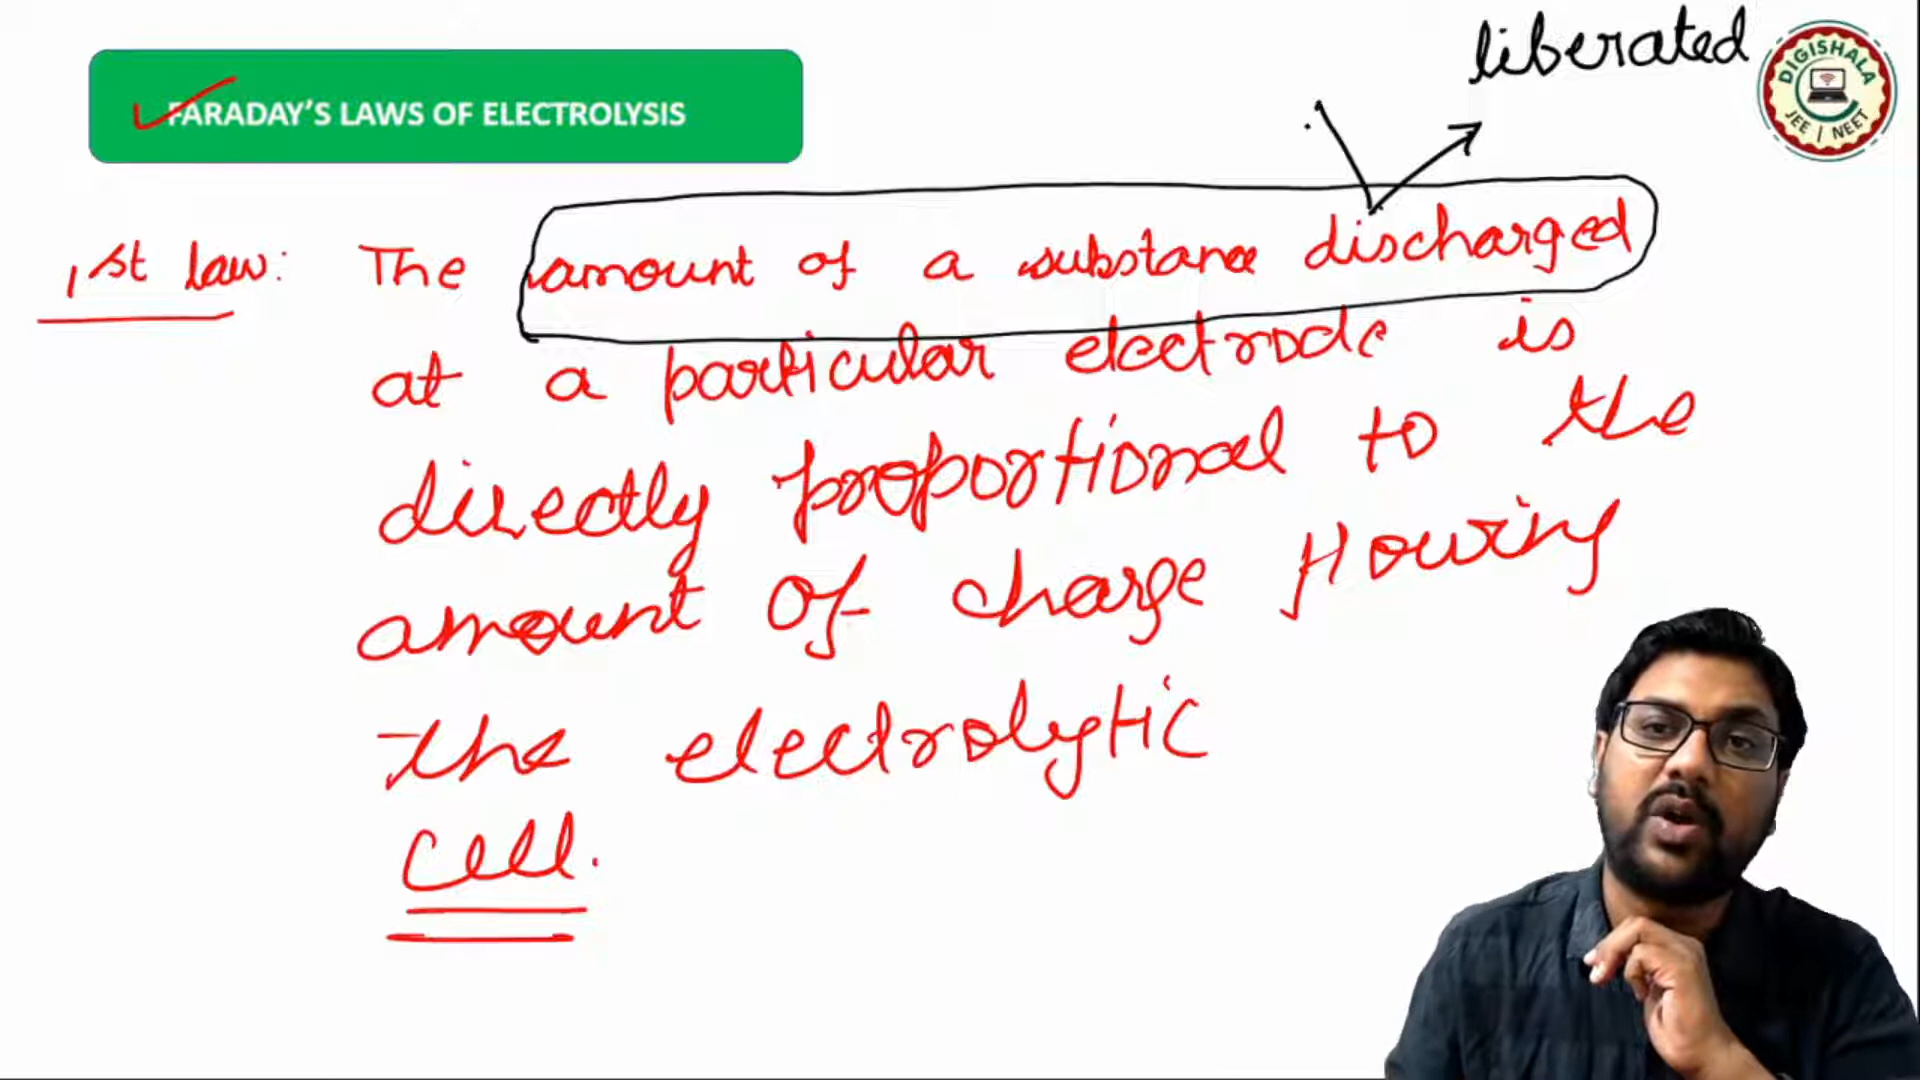 liberated
DIGISHALA
JEE | NEET
FARADAY'S LAWS OF ELECTROLYSIS
1st law: The amount of a substance discharged
at a particular electrode is
directly proportional to the
amount of charge flowing
the electrolytic
cell.